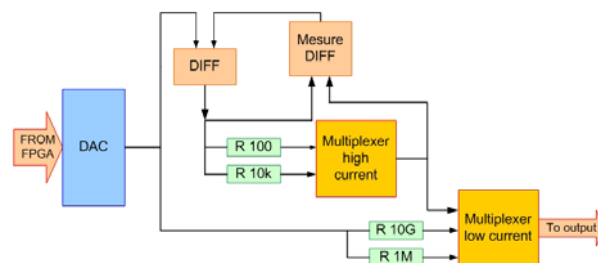 Mesure
DIFF
DIFF
FROM
FPGA
DAC
R 100
R 10k
Multiplexer
high
current
R 10G
R 1M
Multiplexer
low current
To output